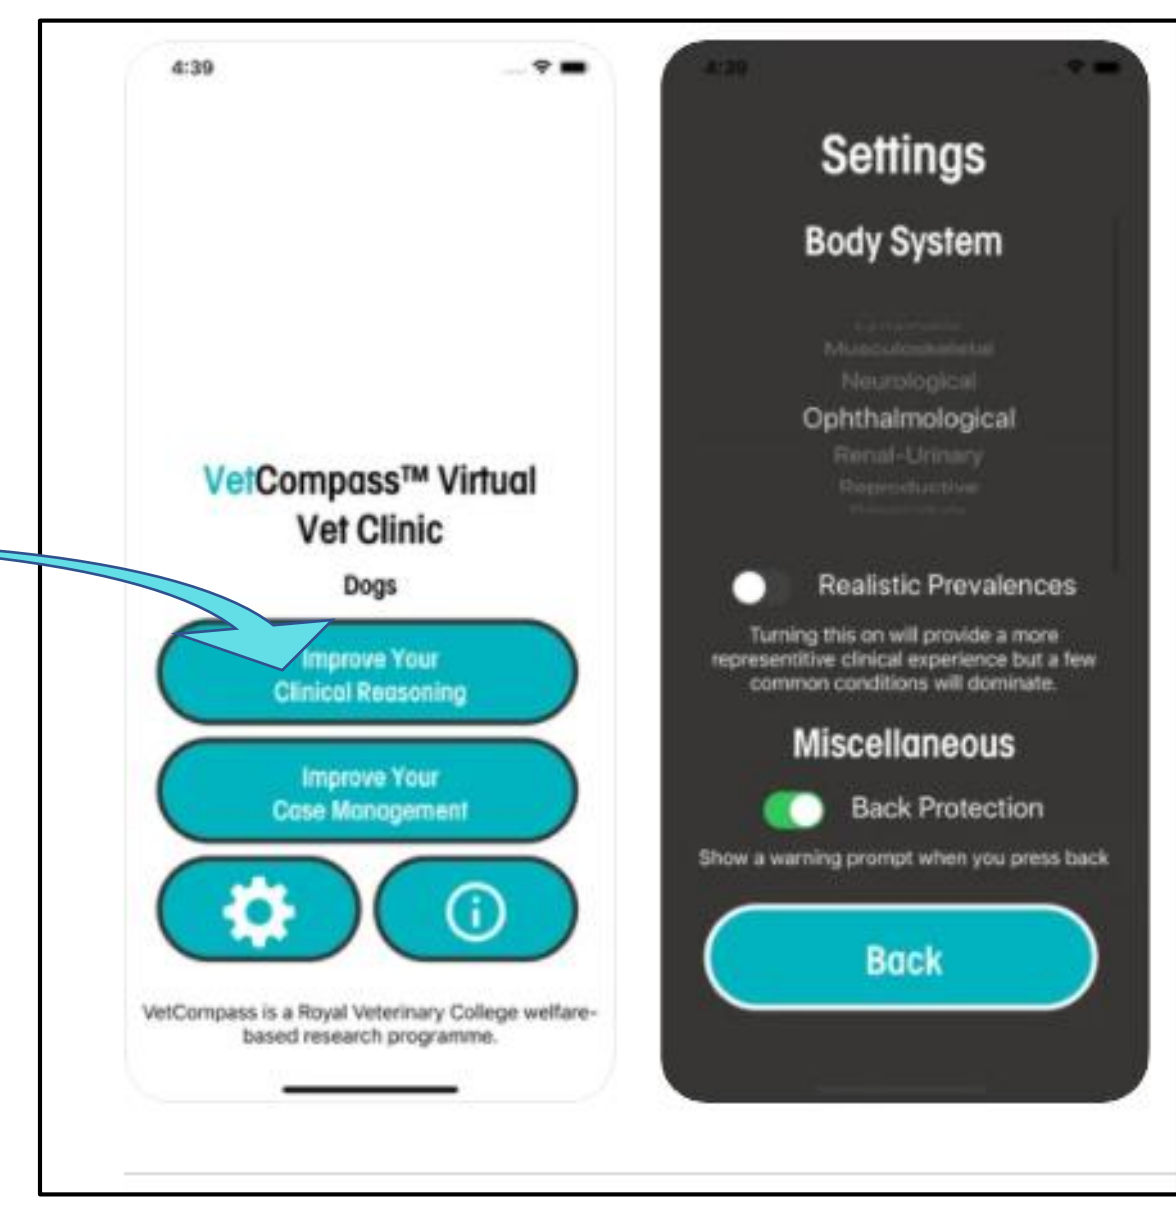 4:39
VetCompass™ Virtual
Vet Clinic
Dogs
Improve Your
Clinical Reasoning
Improve Your
Case Management
VetCompass is a Royal Veterinary College welfare-
based research programme.
4:39
Settings
Body System
Musculoskeletal
Neurological
Ophthalmological
Renal-Urinary
Reproductive
Realistic Prevalences
Turning this on will provide a more
representitive clinical experience but a few
common conditions will dominate.
Miscellaneous
Back Protection
Show a warning prompt when you press back
Back